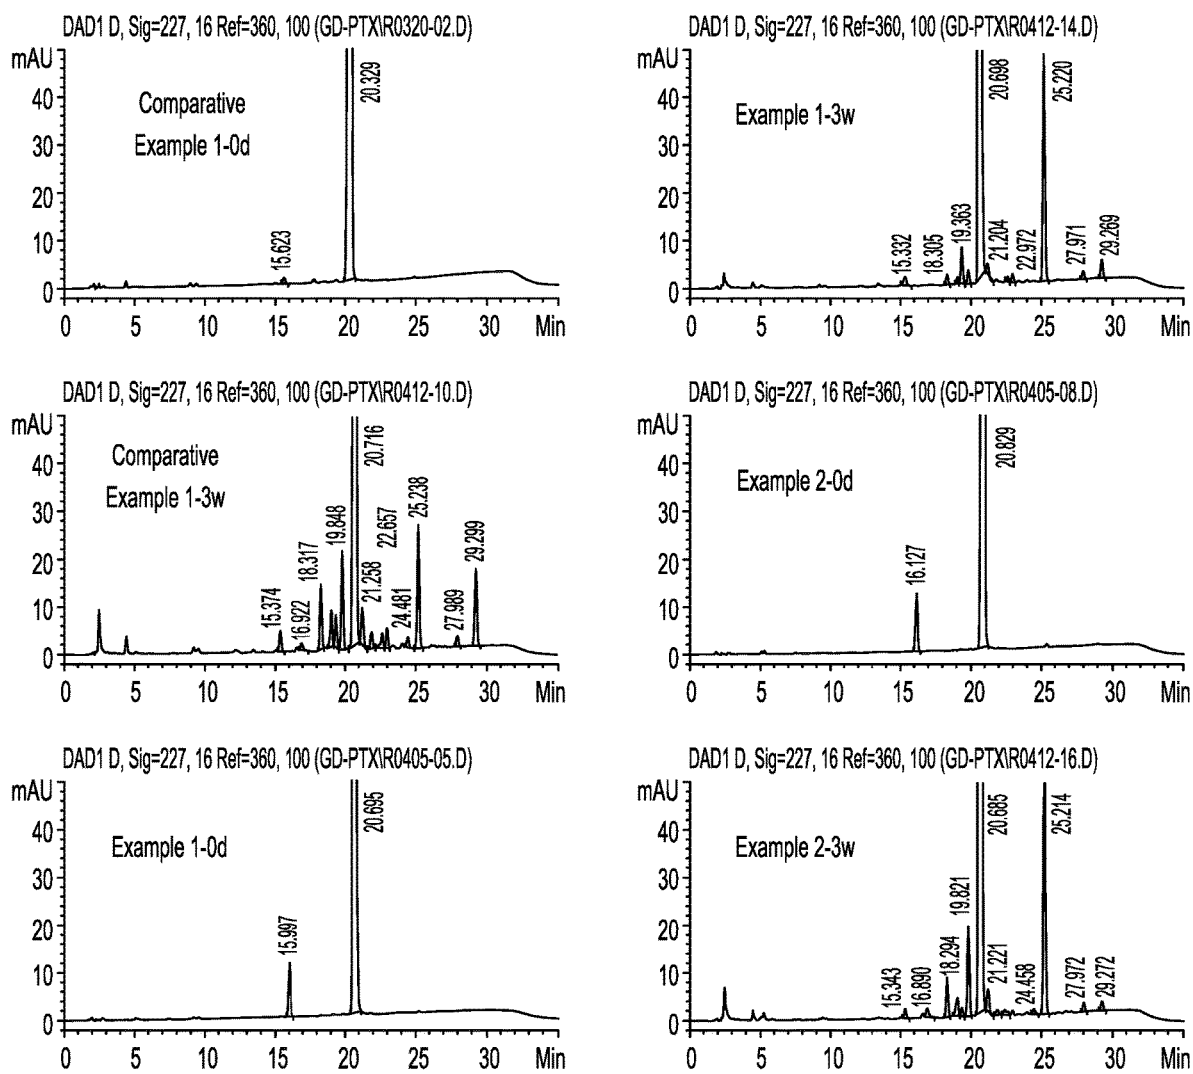 DAD1 D, Sig=227, 16 Ref=360, 100 (GD-PTX\R0320-02.D)
mAU
40
30
20
10
0
Comparative
Example 1-0d
15.623
20.329
0 5 10 15 20 25 30 Min
DAD1 D, Sig=227, 16 Ref=360, 100 (GD-PTX\R0412-10.D)
mAU
40
30
20
10
0
Comparative
Example 1-3w
15.374
16.922
18.317
19.848
20.716
21.258
22.657
24.481
25.238
27.989
29.299
0 5 10 15 20 25 30 Min
DAD1 D, Sig=227, 16 Ref=360, 100 (GD-PTX\R0405-05.D)
mAU
40
30
20
10
0
Example 1-0d
15.997
20.695
0 5 10 15 20 25 30 Min
DAD1 D, Sig=227, 16 Ref=360, 100 (GD-PTX\R0412-14.D)
mAU
40
30
20
10
0
Example 1-3w
15.332
18.305
19.363
20.698
21.204
22.972
25.220
27.971
29.269
0 5 10 15 20 25 30 Min
DAD1 D, Sig=227, 16 Ref=360, 100 (GD-PTX\R0405-08.D)
mAU
40
30
20
10
0
Example 2-0d
16.127
20.829
0 5 10 15 20 25 30 Min
DAD1 D, Sig=227, 16 Ref=360, 100 (GD-PTX\R0412-16.D)
mAU
40
30
20
10
0
Example 2-3w
15.343
16.890
18.294
19.821
20.685
21.221
24.458
25.214
27.972
29.272
0 5 10 15 20 25 30 Min